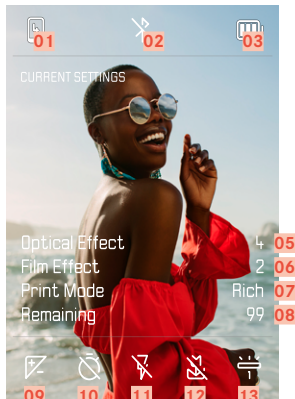 01 02 03
CURRENT SETTINGS
Optical Effect 4 05
Film Effect 2 06
Print Mode Rich 07
Remaining 99 08
09 10 11 12 13